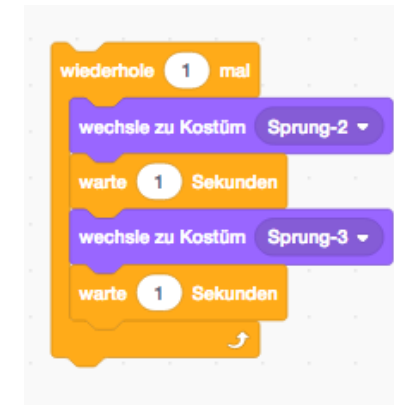 wiederhole 1 mal
wechsle zu Kostüm Sprung-2
warte 1 Sekunden
wechsle zu Kostüm Sprung-3
warte 1 Sekunden